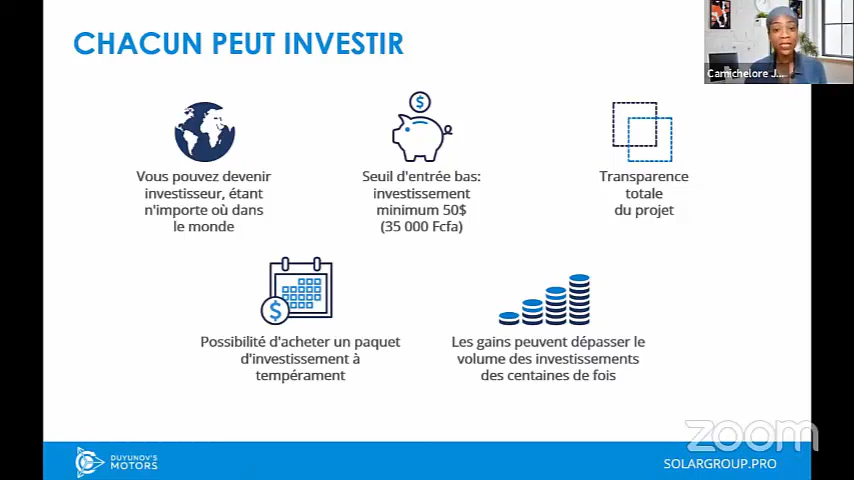 CHACUN PEUT INVESTIR
Camichelore J...
Vous pouvez devenir
investisseur, étant
n'importe où dans
le monde
Seuil d'entrée bas:
investissement
minimum 50$
(35 000 Fcfa)
Transparence
totale
du projet
Possibilité d'acheter un paquet
d'investissement à
tempérament
Les gains peuvent dépasser le
volume des investissements
des centaines de fois
zoom
DUYUNOV'S
MOTORS
SOLARGROUP.PRO